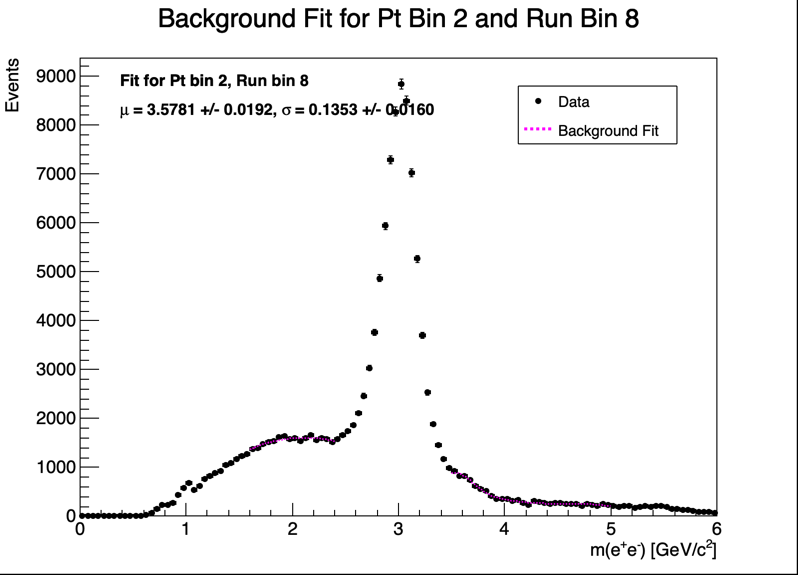 Background Fit for Pt Bin 2 and Run Bin 8
Events
Fit for Pt bin 2, Run bin 8
μ = 3.5781 +/- 0.0192, σ = 0.1353 +/- 0.0160
Data
Background Fit
9000
8000
7000
6000
5000
4000
3000
2000
1000
0
0 1 2 3 4 5 6
m(e⁺e⁻) [GeV/c²]